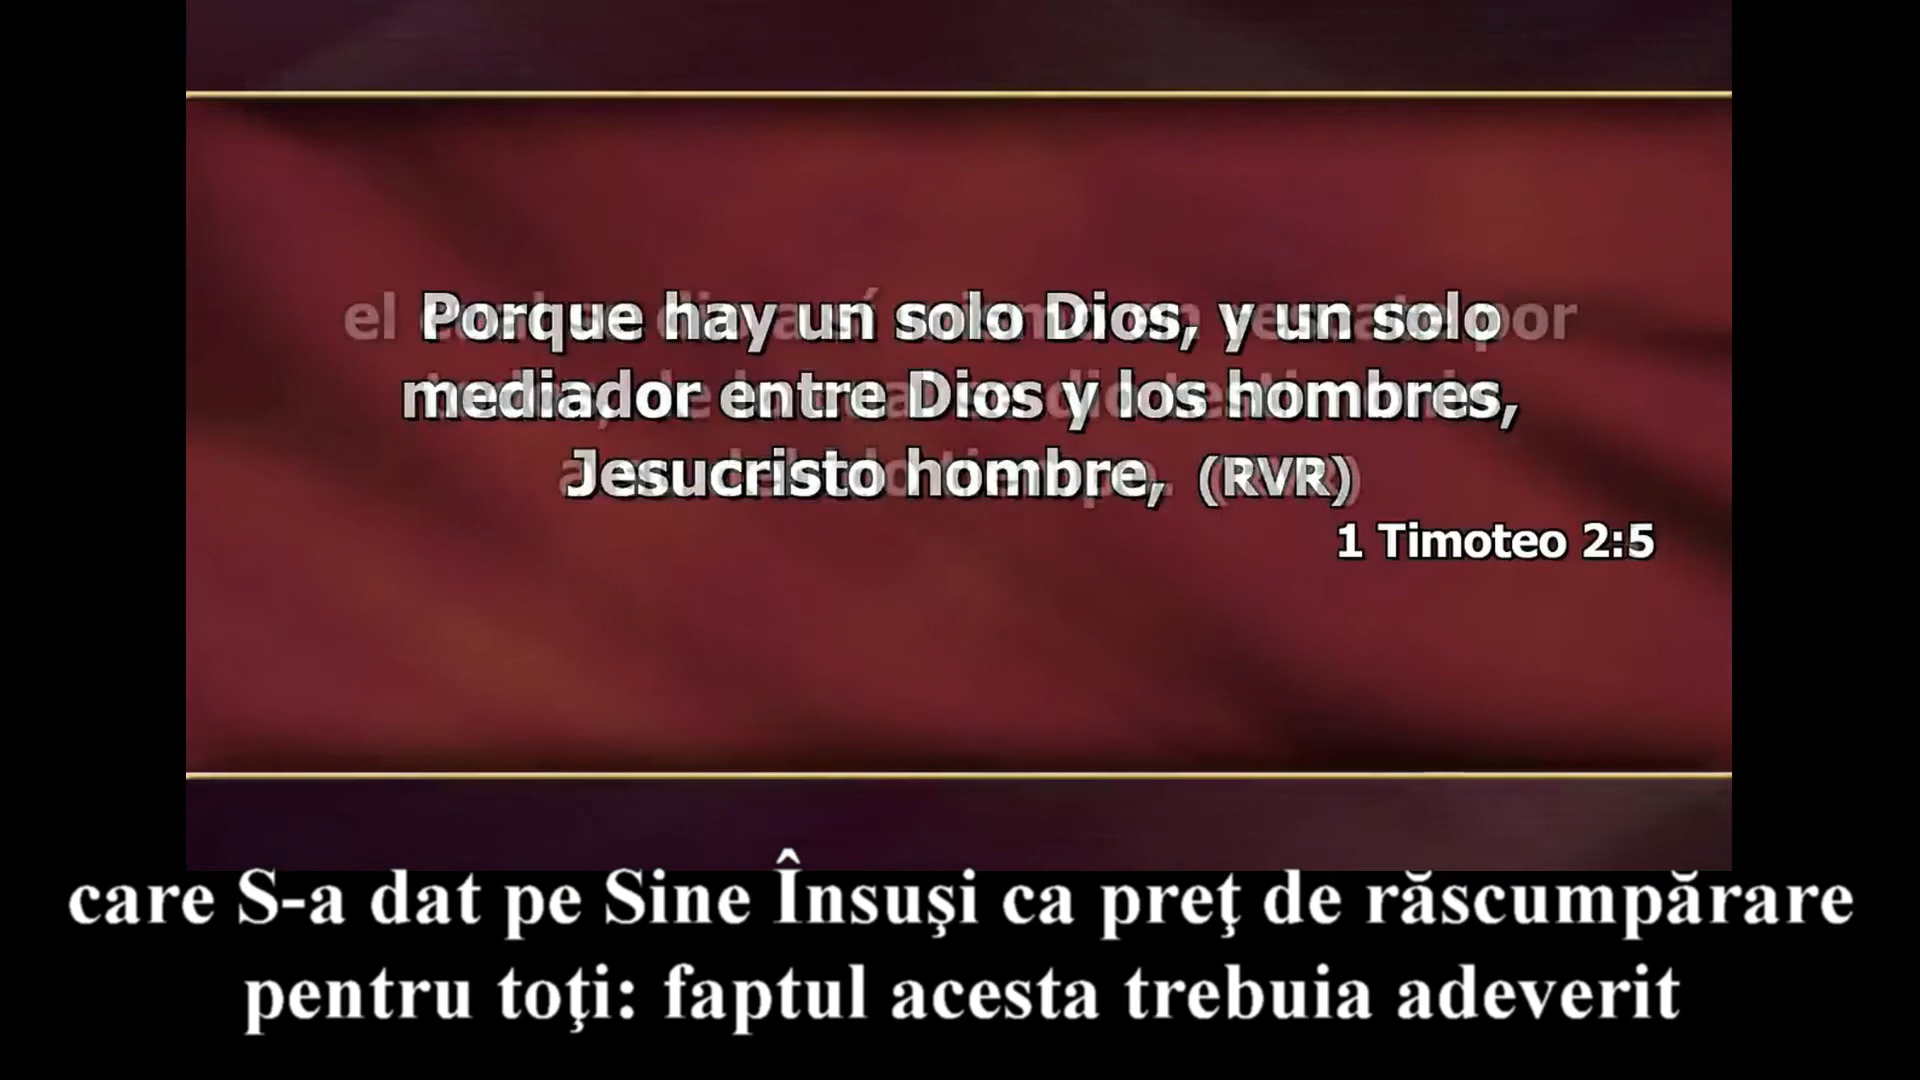 Porque hay un solo Dios, y un solo
mediador entre Dios y los hombres,
Jesucristo hombre, (RVR)
1 Timoteo 2:5
care S-a dat pe Sine Însuşi ca preţ de răscumpărare
pentru toţi: faptul acesta trebuia adeverit